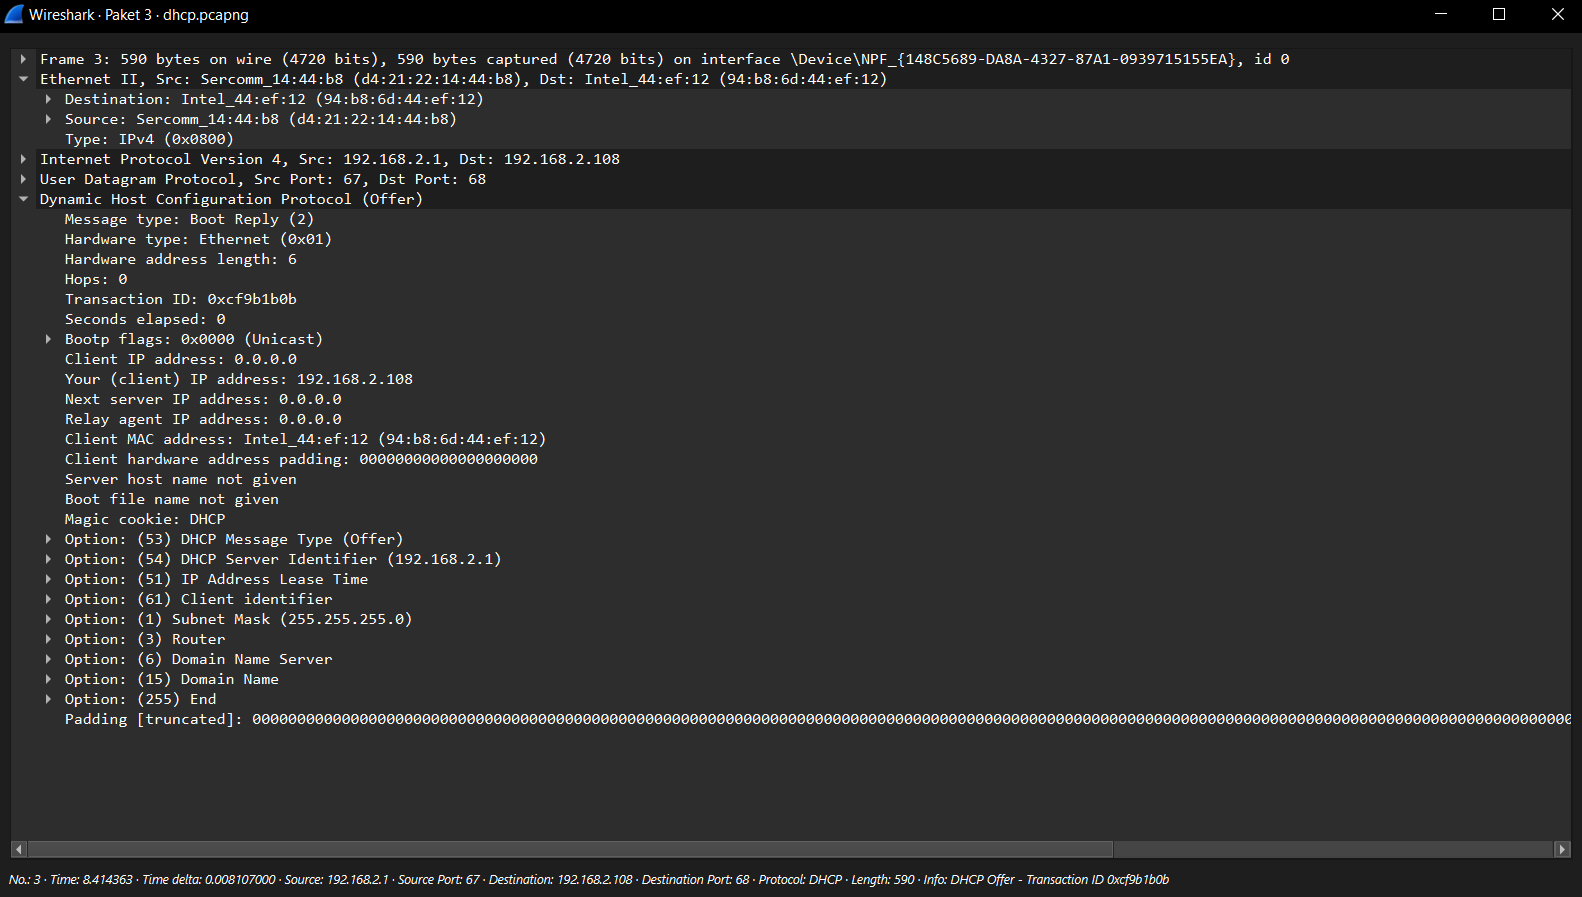 Wireshark · Paket 3 · dhcp.pcapng
Frame 3: 590 bytes on wire (4720 bits), 590 bytes captured (4720 bits) on interface \Device\NPF_{148C5689-DA8A-4327-87A1-0939715155EA}, id 0
Ethernet II, Src: Sercomm_14:44:b8 (d4:21:22:14:44:b8), Dst: Intel_44:ef:12 (94:b8:6d:44:ef:12)
Destination: Intel_44:ef:12 (94:b8:6d:44:ef:12)
Source: Sercomm_14:44:b8 (d4:21:22:14:44:b8)
Type: IPv4 (0x0800)
Internet Protocol Version 4, Src: 192.168.2.1, Dst: 192.168.2.108
User Datagram Protocol, Src Port: 67, Dst Port: 68
Dynamic Host Configuration Protocol (Offer)
Message type: Boot Reply (2)
Hardware type: Ethernet (0x01)
Hardware address length: 6
Hops: 0
Transaction ID: 0xcf9b1b0b
Seconds elapsed: 0
Bootp flags: 0x0000 (Unicast)
Client IP address: 0.0.0.0
Your (client) IP address: 192.168.2.108
Next server IP address: 0.0.0.0
Relay agent IP address: 0.0.0.0
Client MAC address: Intel_44:ef:12 (94:b8:6d:44:ef:12)
Client hardware address padding: 00000000000000000000
Server host name not given
Boot file name not given
Magic cookie: DHCP
Option: (53) DHCP Message Type (Offer)
Option: (54) DHCP Server Identifier (192.168.2.1)
Option: (51) IP Address Lease Time
Option: (61) Client identifier
Option: (1) Subnet Mask (255.255.255.0)
Option: (3) Router
Option: (6) Domain Name Server
Option: (15) Domain Name
Option: (255) End
Padding [truncated]: 0000000000000000000000000000000000000000000000000000000000000000000000000000000000000000000000000000000000000000000000000000000000000000000000000000
No.: 3 · Time: 8.414363 · Time delta: 0.008107000 · Source: 192.168.2.1 · Source Port: 67 · Destination: 192.168.2.108 · Destination Port: 68 · Protocol: DHCP · Length: 590 · Info: DHCP Offer - Transaction ID 0xcf9b1b0b